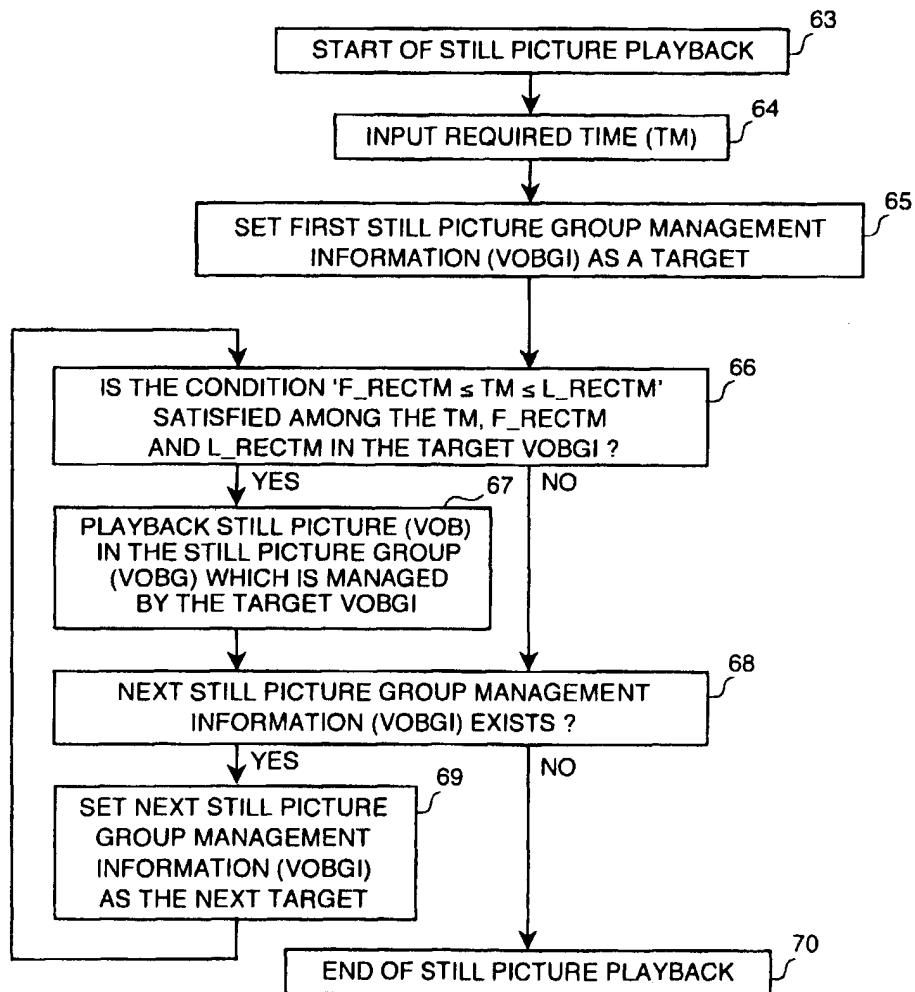 63
START OF STILL PICTURE PLAYBACK
64
INPUT REQUIRED TIME (TM)
65
SET FIRST STILL PICTURE GROUP MANAGEMENT
INFORMATION (VOBGI) AS A TARGET
66
IS THE CONDITION 'F_RECTM ≤ TM ≤ L_RECTM'
SATISFIED AMONG THE TM, F_RECTM
AND L_RECTM IN THE TARGET VOBGI ?
YES
67
NO
PLAYBACK STILL PICTURE (VOB)
IN THE STILL PICTURE GROUP
(VOBG) WHICH IS MANAGED
BY THE TARGET VOBGI
68
NEXT STILL PICTURE GROUP MANAGEMENT
INFORMATION (VOBGI) EXISTS ?
YES
69
NO
SET NEXT STILL PICTURE
GROUP MANAGEMENT
INFORMATION (VOBGI)
AS THE NEXT TARGET
70
END OF STILL PICTURE PLAYBACK